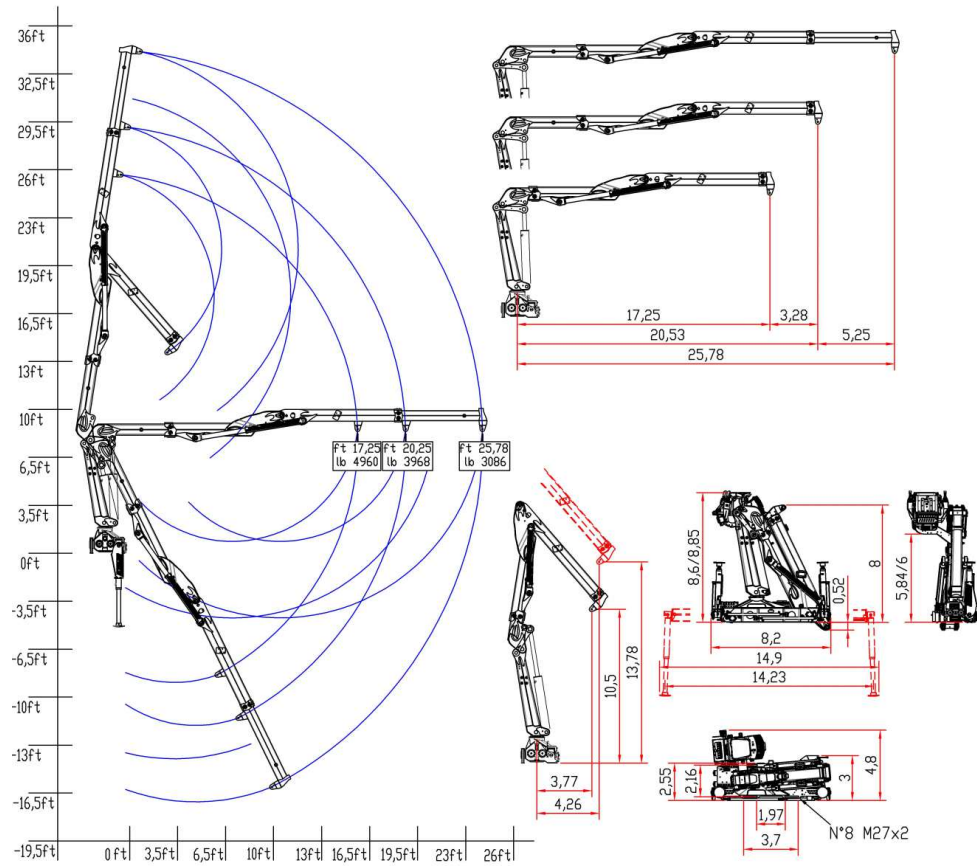 36ft
32,5ft
29,5ft
26ft
23ft
19,5ft
16,5ft
13ft
10ft
6,5ft
3,5ft
0ft
-3,5ft
-6,5ft
-10ft
-13ft
-16,5ft
-19,5ft
0 ft
3,5ft
6,5ft
10ft
13ft
16,5ft
19,5ft
23ft
26ft
ft 17,25
lb 4960
ft 20,25
lb 3968
ft 25,78
lb 3086
17,25
3,28
20,53
5,25
25,78
10,5
13,78
3,77
4,26
8,6/8,85
8
0,52
8,2
14,9
14,23
5,84/6
2,55
2,16
3
4,8
1,97
3,7
N°8 M27x2